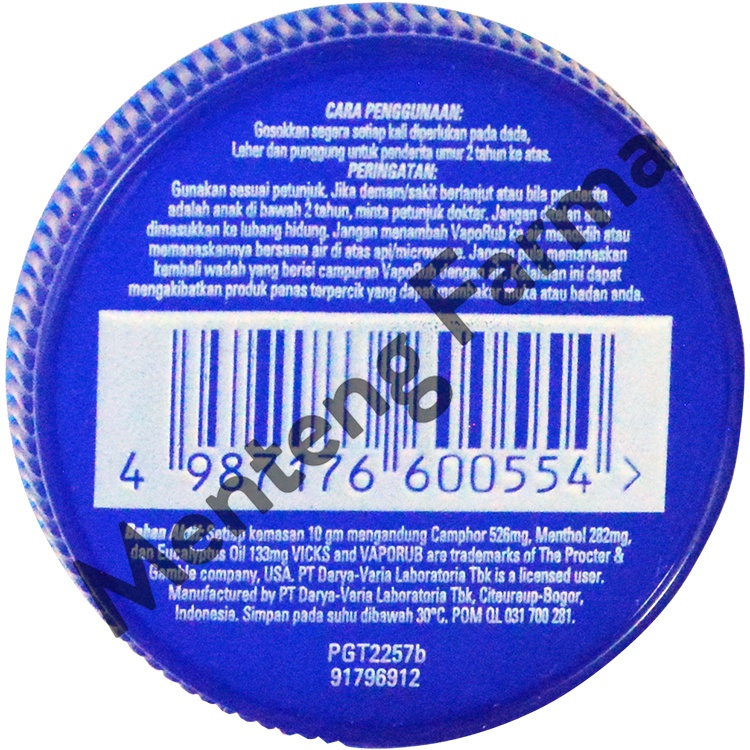 CARA PENGGUNAAN:
Gosokkan segera setiap kali diperlukan pada dada,
Leher dan punggung untuk penderita umur 2 tahun ke atas.
PERINGATAN:
Gunakan sesuai petunjuk. Jika demam/sakit berlanjut atau bila penderita
adalah anak di bawah 2 tahun, minta petunjuk dokter. Jangan ditelan atau
dimasukkan ke lubang hidung. Jangan menambah VapoRub ke air mendidih atau
memanaskannya bersama air di atas api/microwave. Jangan memanaskan
kembali wadah yang berisi campuran VapoRub dengan air. Kelalaian ini dapat
mengakibatkan produk panas terpercik yang dapat membakar muka atau badan anda.
4 987176 600554 >
Bahan Aktif: Setiap kemasan 10 gm mengandung Camphor 526mg, Menthol 282mg,
dan Eucalyptus Oil 133mg VICKS and VAPORUB are trademarks of The Procter &
Gamble company, USA. PT Darya-Varia Laboratoria Tbk is a licensed user.
Manufactured by PT Darya-Varia Laboratoria Tbk, Citeureup-Bogor,
Indonesia. Simpan pada suhu dibawah 30°C. POM QL 031 700 281.
PGT2257b
91796912
Menteng Farma